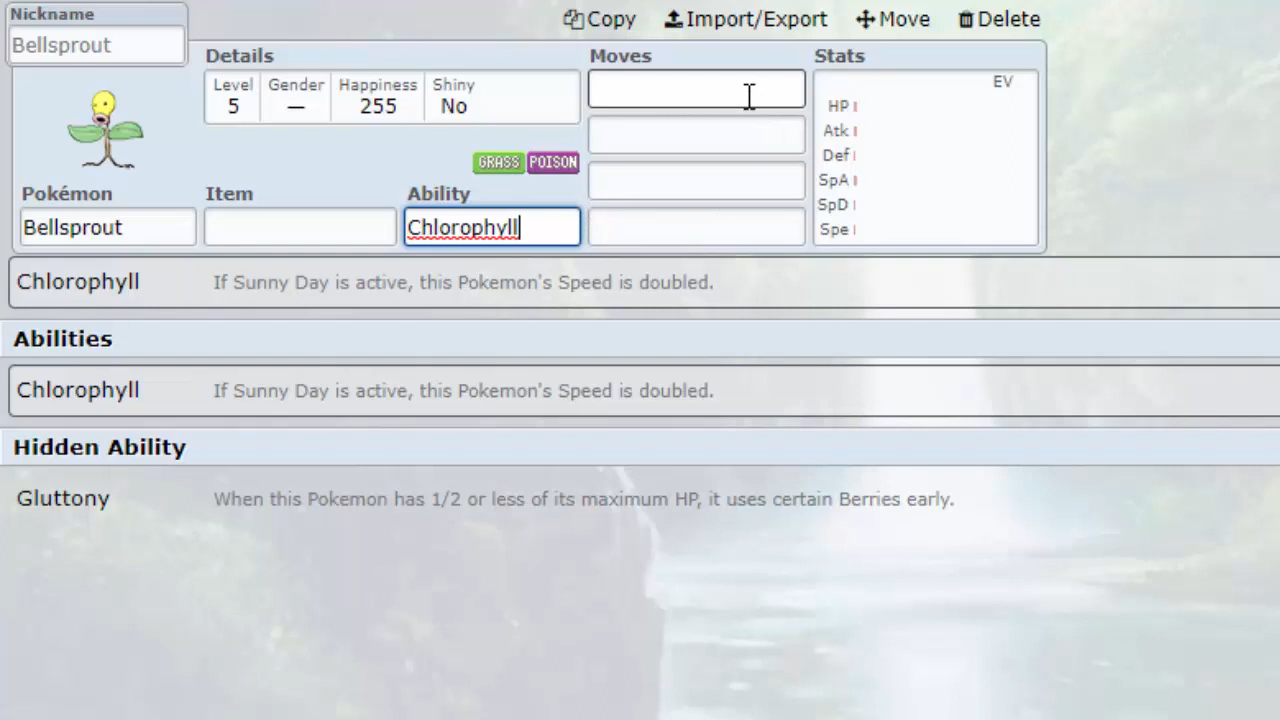 Nickname
Bellsprout
Copy Import/Export Move Delete
Details
Level Gender Happiness Shiny
5 — 255 No
GRASS POISON
Pokémon Item Ability
Bellsprout Chlorophyll
Moves
Stats
EV
HP
Atk
Def
SpA
SpD
Spe
Chlorophyll If Sunny Day is active, this Pokemon's Speed is doubled.
Abilities
Chlorophyll If Sunny Day is active, this Pokemon's Speed is doubled.
Hidden Ability
Gluttony When this Pokemon has 1/2 or less of its maximum HP, it uses certain Berries early.